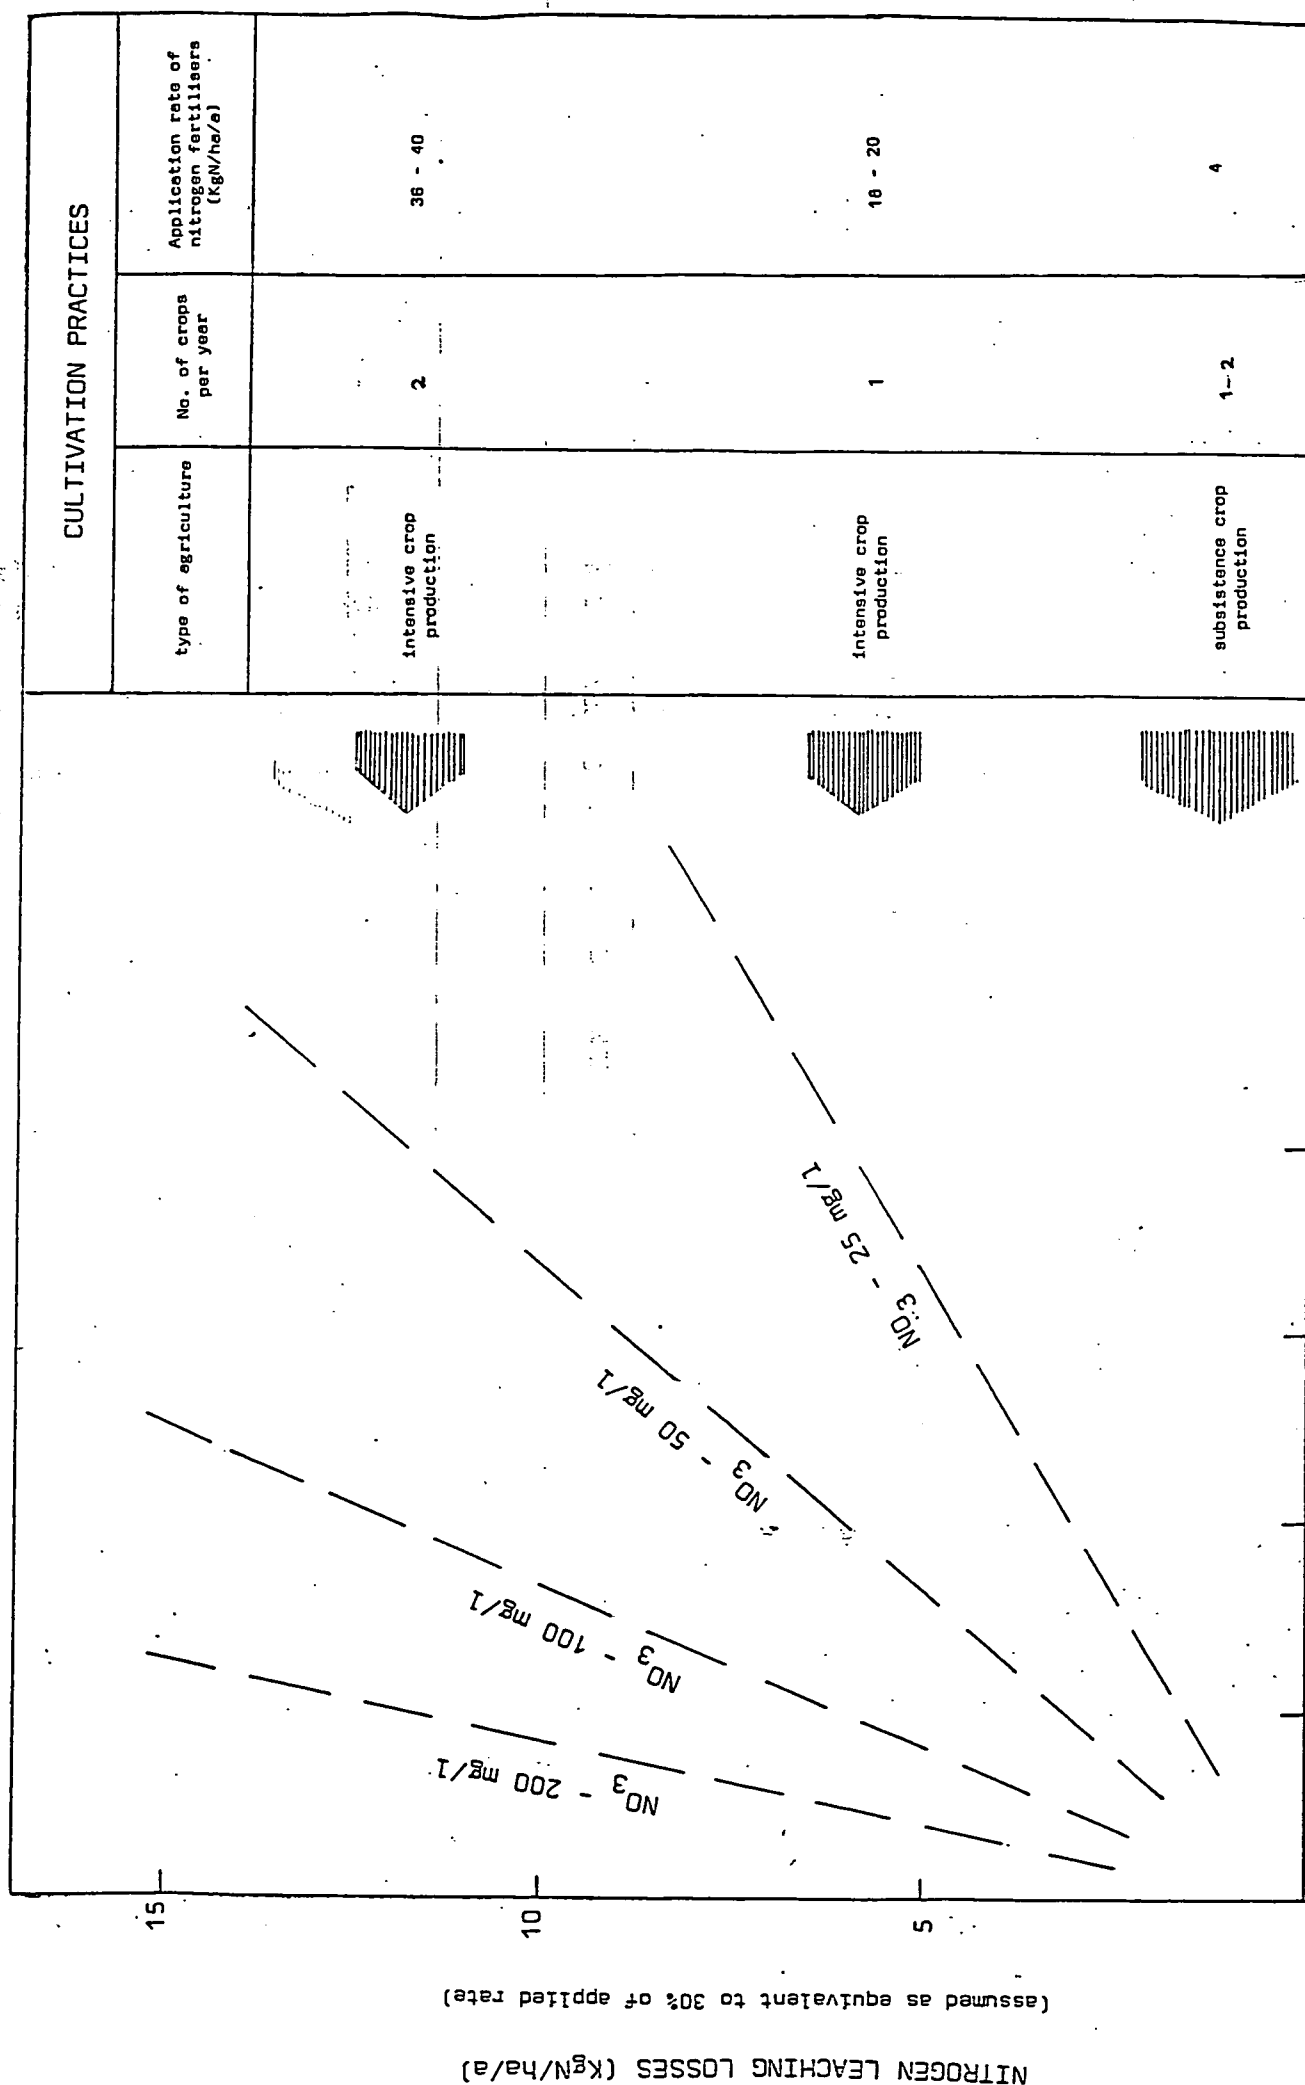 CULTIVATION PRACTICES
type of agriculture
No. of crops
per year
Application rate of
nitrogen fertilisers
(KgN/ha/a)
intensive crop
production
2
36 - 40
intensive crop
production
1
18 - 20
subsistence crop
production
1-2
4
NO3 - 200 mg/l
NO3 - 100 mg/l
NO3 - 50 mg/l
NO3 - 25 mg/l
15
10
5
NITROGEN LEACHING LOSSES (KgN/ha/a)
(assumed as equivalent to 30% of applied rate)